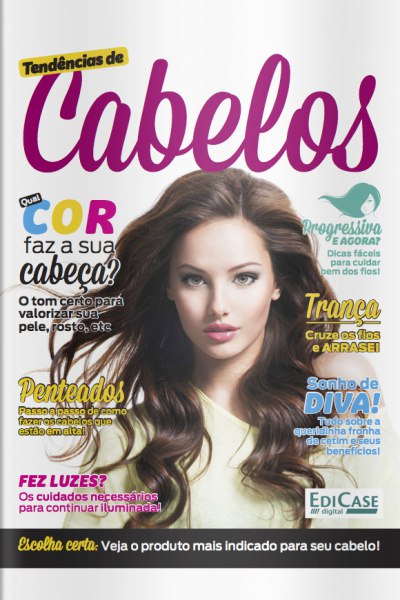 Tendências de
Cabelos
Qual
COR
faz a sua
cabeça?
O tom certo para
valorizar sua
pele, rosto, etc
Progressiva
E AGORA?
Dicas fáceis
para cuidar
bem dos fios!
Trança
Cruze os fios
e ARRASE!
Penteados
Passo a passo de como
fazer os cabelos que
estão em alta!
Sonho de
DIVA!
Tudo sobre a
queridinha fronha
de cetim e seus
benefícios!
FEZ LUZES?
Os cuidados necessários
para continuar iluminada!
EDICASE
digital
Escolha certa: Veja o produto mais indicado para seu cabelo!